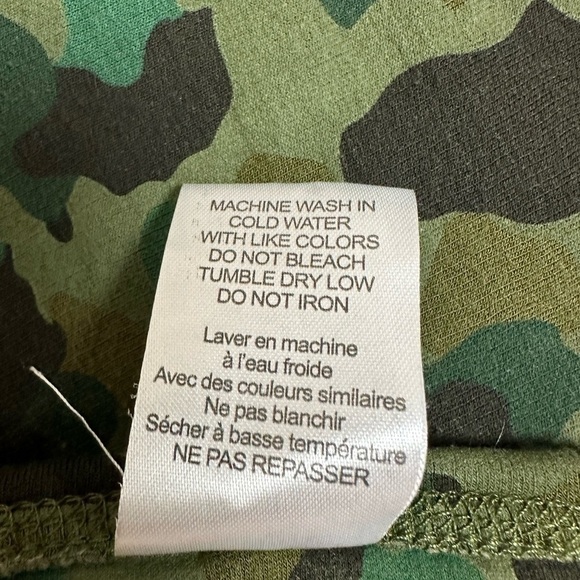 MACHINE WASH IN
COLD WATER
WITH LIKE COLORS
DO NOT BLEACH
TUMBLE DRY LOW
DO NOT IRON
Laver en machine
à l'eau froide
Avec des couleurs similaires
Ne pas blanchir
Sécher à basse température
NE PAS REPASSER